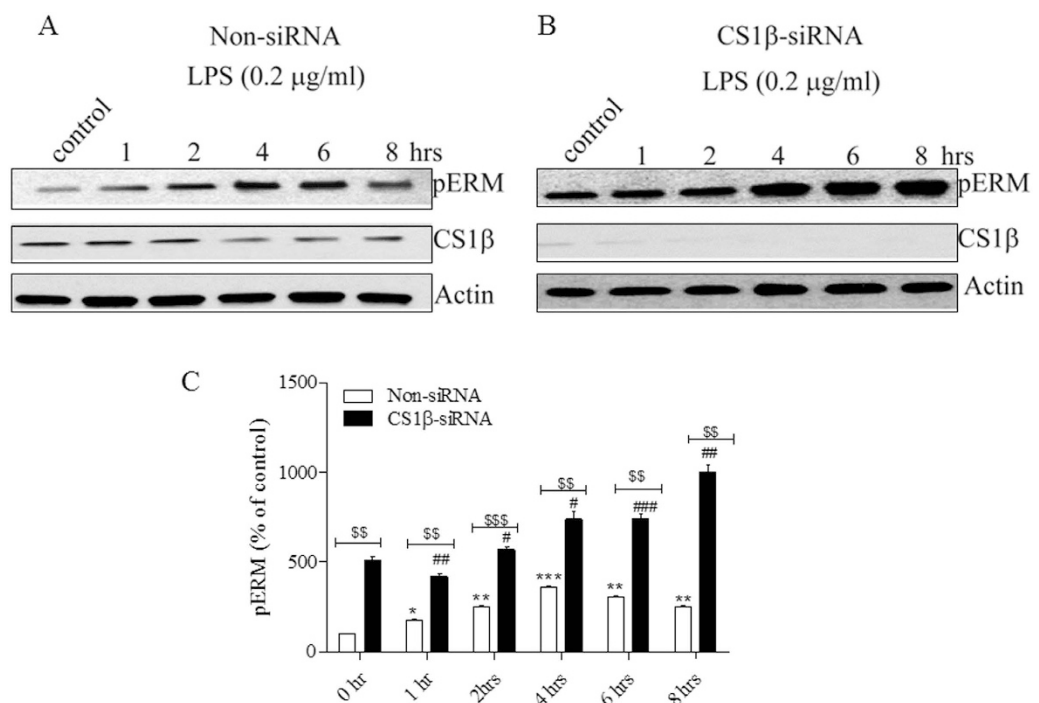 A
Non-siRNA
LPS (0.2 μg/ml)
control 1 2 4 6 8 hrs
pERM
CS1β
Actin
B
CS1β-siRNA
LPS (0.2 μg/ml)
control 1 2 4 6 8 hrs
pERM
CS1β
Actin
C
pERM (% of control)
1500
1000
500
0
Non-siRNA
CS1β-siRNA
$$ $$ $$$ $$ $$ $$
## # # ### ##
* ** *** ** **
0 hr 1 hr 2hrs 4 hrs 6 hrs 8 hrs